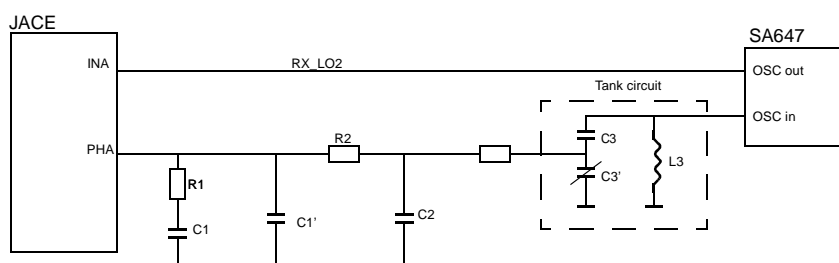 JACE
SA647
INA
RX_LO2
OSC out
Tank circuit
OSC in
C3
R2
PHA
L3
C3'
R1
C1
C1'
C2